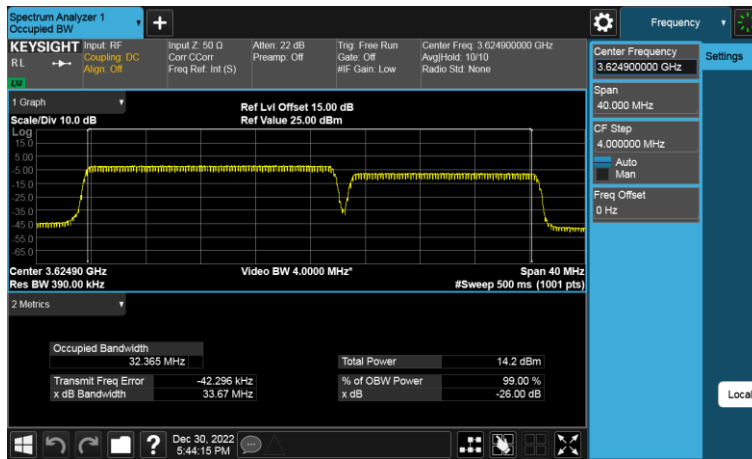 Spectrum Analyzer 1
Occupied BW
Frequency
KEYSIGHT
RL
LXI
Input: RF
Coupling: DC
Align: Off
Input Z: 50 Ω
Corr CCorr
Freq Ref: Int (S)
Atten: 22 dB
Preamp: Off
Trig: Free Run
Gate: Off
#IF Gain: Low
Center Freq: 3.624900000 GHz
Avg|Hold: 10/10
Radio Std: None
Center Frequency
3.624900000 GHz
Settings
Span
40.000 MHz
CF Step
4.000000 MHz
Auto
Man
Freq Offset
0 Hz
1 Graph
Scale/Div 10.0 dB
Ref Lvl Offset 15.00 dB
Ref Value 25.00 dBm
Log
15.0
5.00
-5.00
-15.0
-25.0
-35.0
-45.0
-55.0
-65.0
Center 3.62490 GHz
Res BW 390.00 kHz
Video BW 4.0000 MHz*
Span 40 MHz
#Sweep 500 ms (1001 pts)
2 Metrics
Occupied Bandwidth
32.365 MHz
Total Power 14.2 dBm
Transmit Freq Error -42.296 kHz
% of OBW Power 99.00 %
x dB Bandwidth 33.67 MHz
x dB -26.00 dB
Local
?
Dec 30, 2022
5:44:15 PM